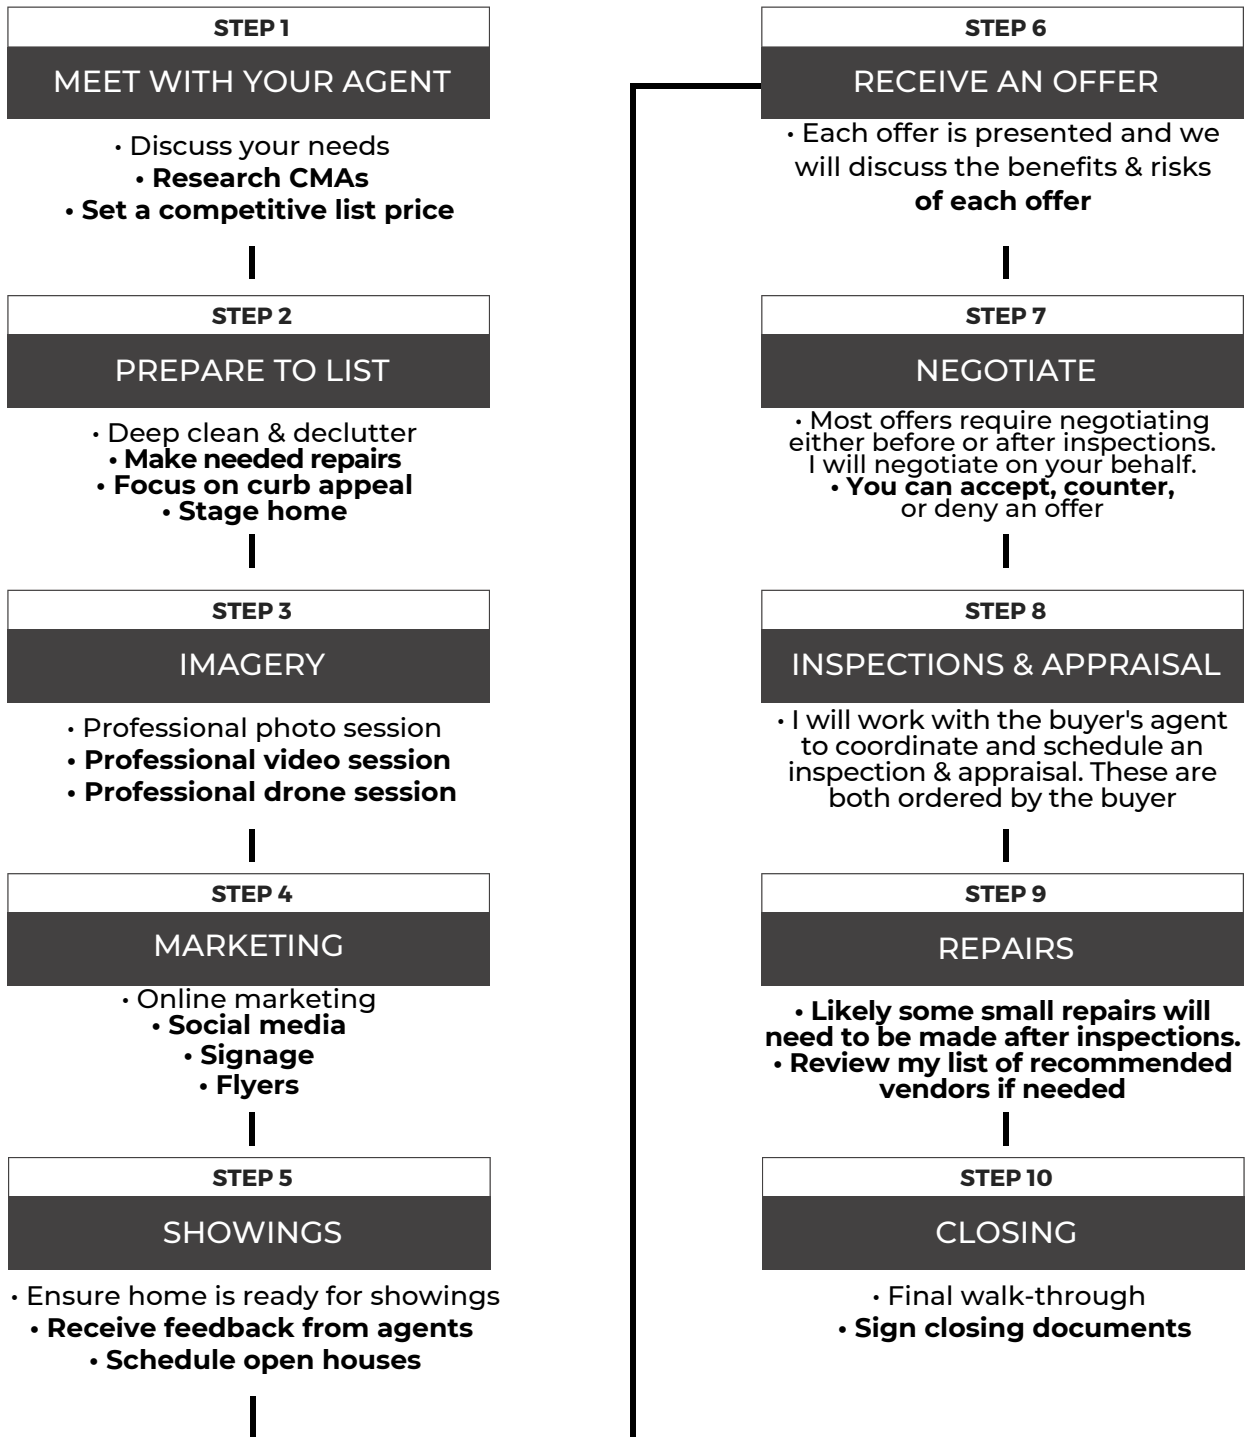 STEP 1
MEET WITH YOUR AGENT
• Discuss your needs
• Research CMAs
• Set a competitive list price
STEP 2
PREPARE TO LIST
• Deep clean & declutter
• Make needed repairs
• Focus on curb appeal
• Stage home
STEP 3
IMAGERY
• Professional photo session
• Professional video session
• Professional drone session
STEP 4
MARKETING
• Online marketing
• Social media
• Signage
• Flyers
STEP 5
SHOWINGS
• Ensure home is ready for showings
• Receive feedback from agents
• Schedule open houses
STEP 6
RECEIVE AN OFFER
• Each offer is presented and we
will discuss the benefits & risks
of each offer
STEP 7
NEGOTIATE
• Most offers require negotiating
either before or after inspections.
I will negotiate on your behalf.
• You can accept, counter,
or deny an offer
STEP 8
INSPECTIONS & APPRAISAL
• I will work with the buyer's agent
to coordinate and schedule an
inspection & appraisal. These are
both ordered by the buyer
STEP 9
REPAIRS
• Likely some small repairs will
need to be made after inspections.
• Review my list of recommended
vendors if needed
STEP 10
CLOSING
• Final walk-through
• Sign closing documents